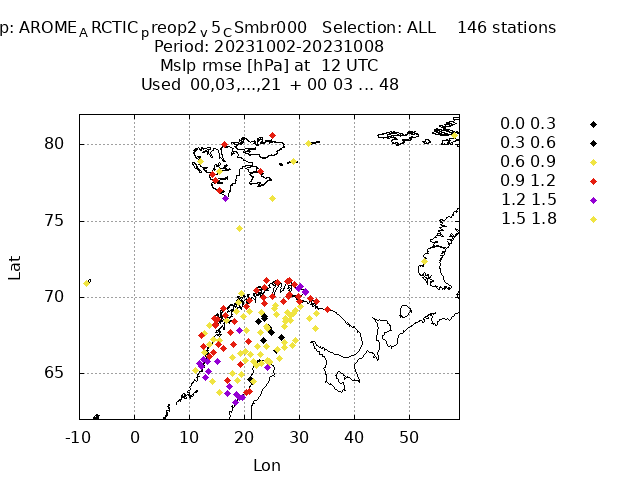 p: AROME_A RCTIC_p reop2_v 5_C Smbr000 Selection: ALL 146 stations
Period: 20231002-20231008
Mslp rmse [hPa] at 12 UTC
Used 00,03,...,21 + 00 03 ... 48
0.0 0.3
0.3 0.6
0.6 0.9
0.9 1.2
1.2 1.5
1.5 1.8
80
75
70
65
Lat
-10 0 10 20 30 40 50
Lon